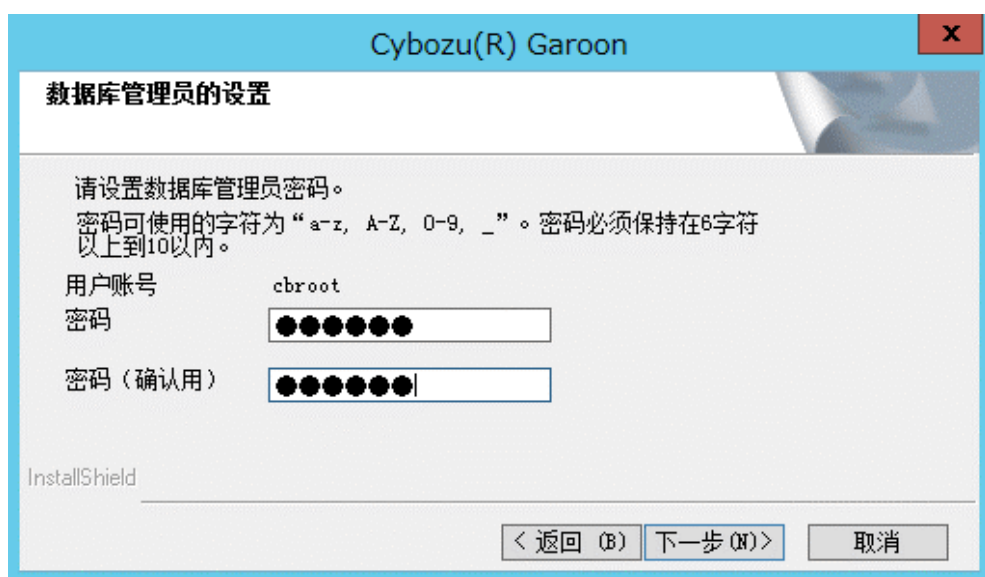 Cybozu(R) Garoon
x
数据库管理员的设置
请设置数据库管理员密码。
密码可使用的字符为“a-z, A-Z, 0-9, _”。密码必须保持在6字符
以上到10以内。
用户账号 cbroot
密码 ●●●●●●
密码（确认用） ●●●●●●
InstallShield
< 返回 (B) 下一步(N)> 取消